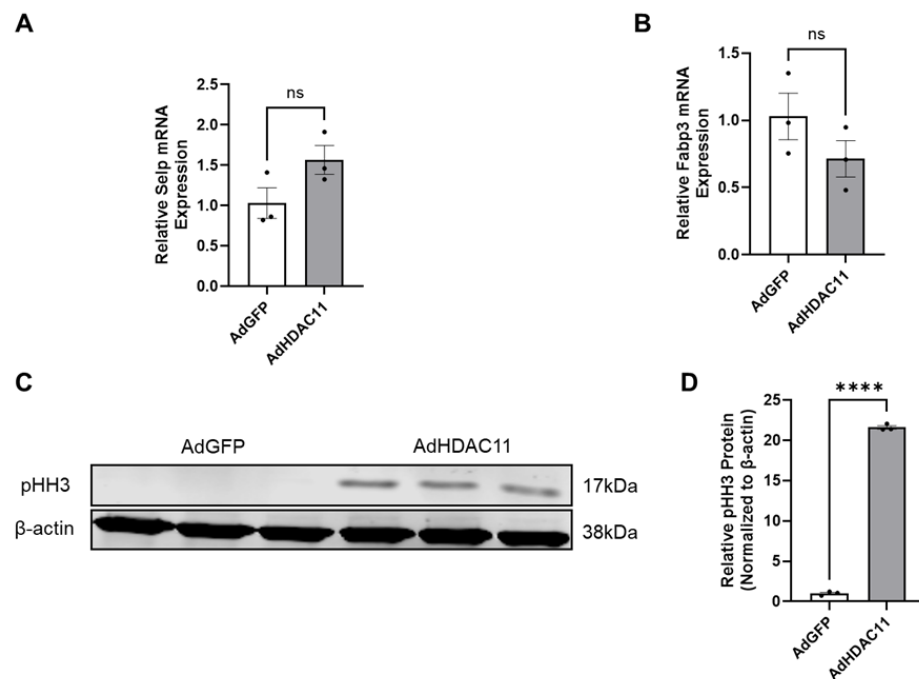 A
Relative Selp mRNA
Expression
ns
2.5
2.0
1.5
1.0
0.5
0.0
AdGFP
AdHDAC11
B
Relative Fabp3 mRNA
Expression
ns
1.5
1.0
0.5
0.0
AdGFP
AdHDAC11
C
AdGFP AdHDAC11
pHH3 17kDa
β-actin 38kDa
D
Relative pHH3 Protein
(Normalized to β-actin)
****
25
20
15
10
5
0
AdGFP
AdHDAC11